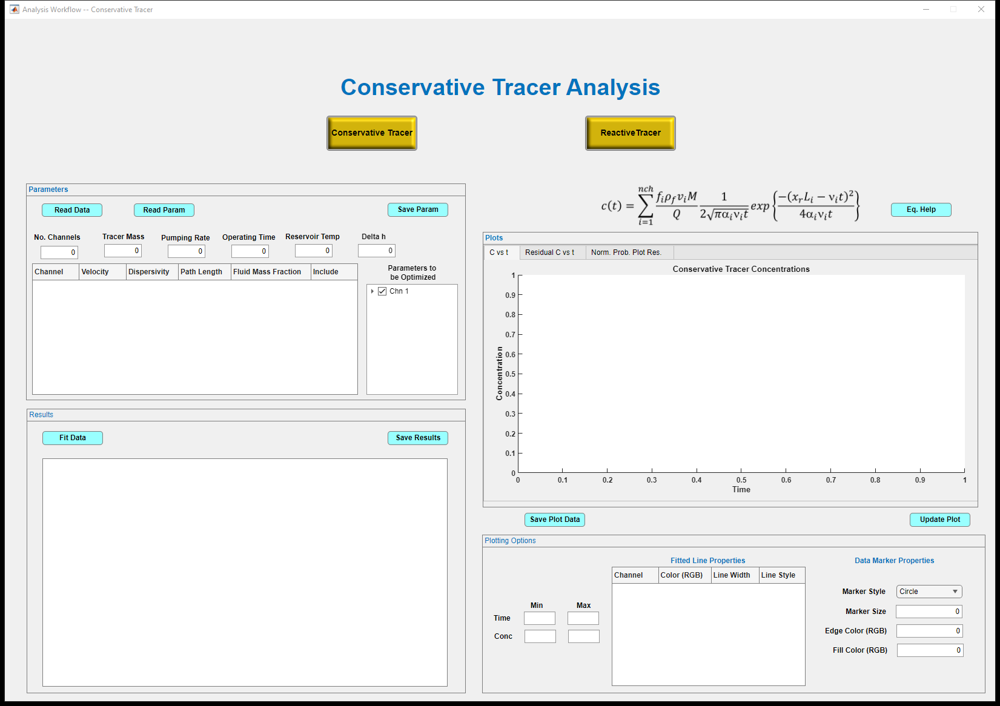 Analysis Workflow -- Conservative Tracer
Conservative Tracer Analysis
Conservative Tracer
ReactiveTracer
Parameters
Read Data
Read Param
Save Param
No. Channels
Tracer Mass
Pumping Rate
Operating Time
Reservoir Temp
Delta h
0
0
0
0
0
0
Channel
Velocity
Dispersivity
Path Length
Fluid Mass Fraction
Include
Parameters to
be Optimized
Chn 1
Results
Fit Data
Save Results
c(t) = \sum_{i=1}^{nch} \frac{f_i ρ_f v_i M}{Q} \frac{1}{2\sqrt{πα_i v_i t}} exp \left\{ \frac{-(x_r L_i − v_i t)^2}{4α_i v_i t} \right\}
Eq. Help
Plots
C vs t
Residual C vs t
Norm. Prob. Plot Res.
Conservative Tracer Concentrations
1
0.9
0.8
0.7
0.6
0.5
0.4
0.3
0.2
0.1
0
Concentration
0 0.1 0.2 0.3 0.4 0.5 0.6 0.7 0.8 0.9 1
Time
Save Plot Data
Update Plot
Plotting Options
Min
Max
Time
Conc
Fitted Line Properties
Channel
Color (RGB)
Line Width
Line Style
Data Marker Properties
Marker Style
Circle
Marker Size
0
Edge Color (RGB)
0
Fill Color (RGB)
0